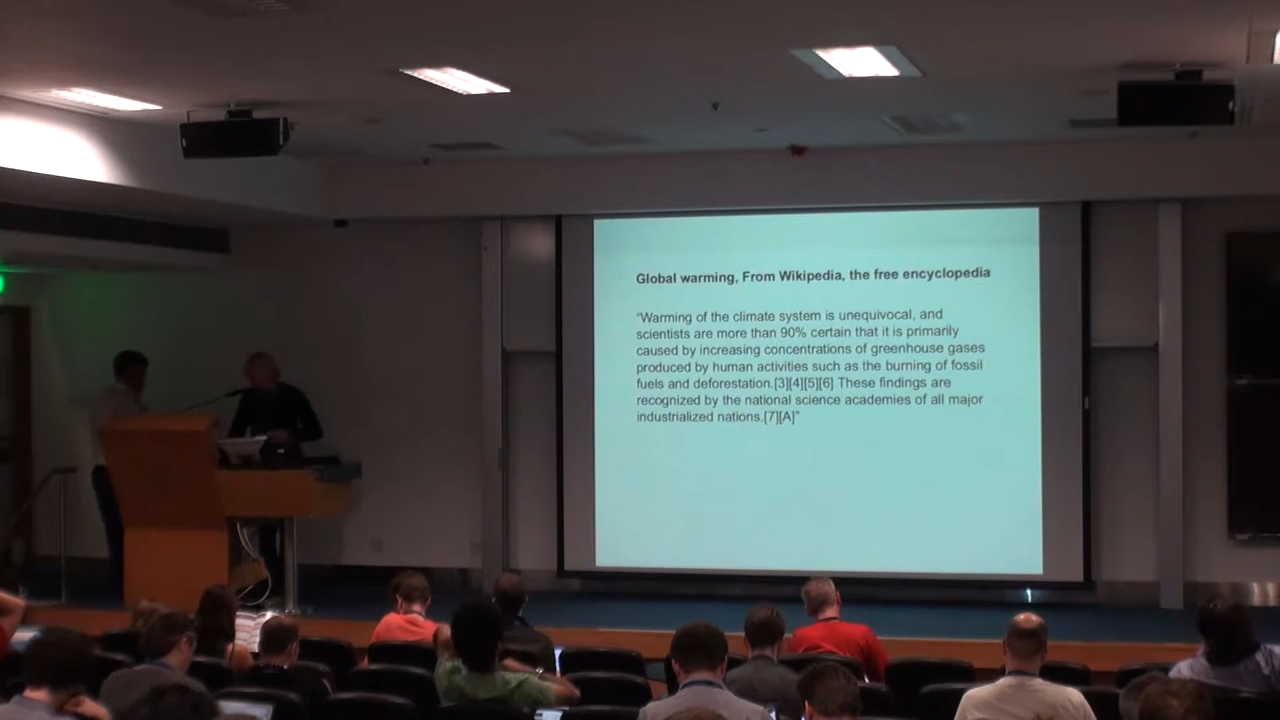 Global warming, From Wikipedia, the free encyclopedia
“Warming of the climate system is unequivocal, and
scientists are more than 90% certain that it is primarily
caused by increasing concentrations of greenhouse gases
produced by human activities such as the burning of fossil
fuels and deforestation.[3][4][5][6] These findings are
recognized by the national science academies of all major
industrialized nations.[7][A]”